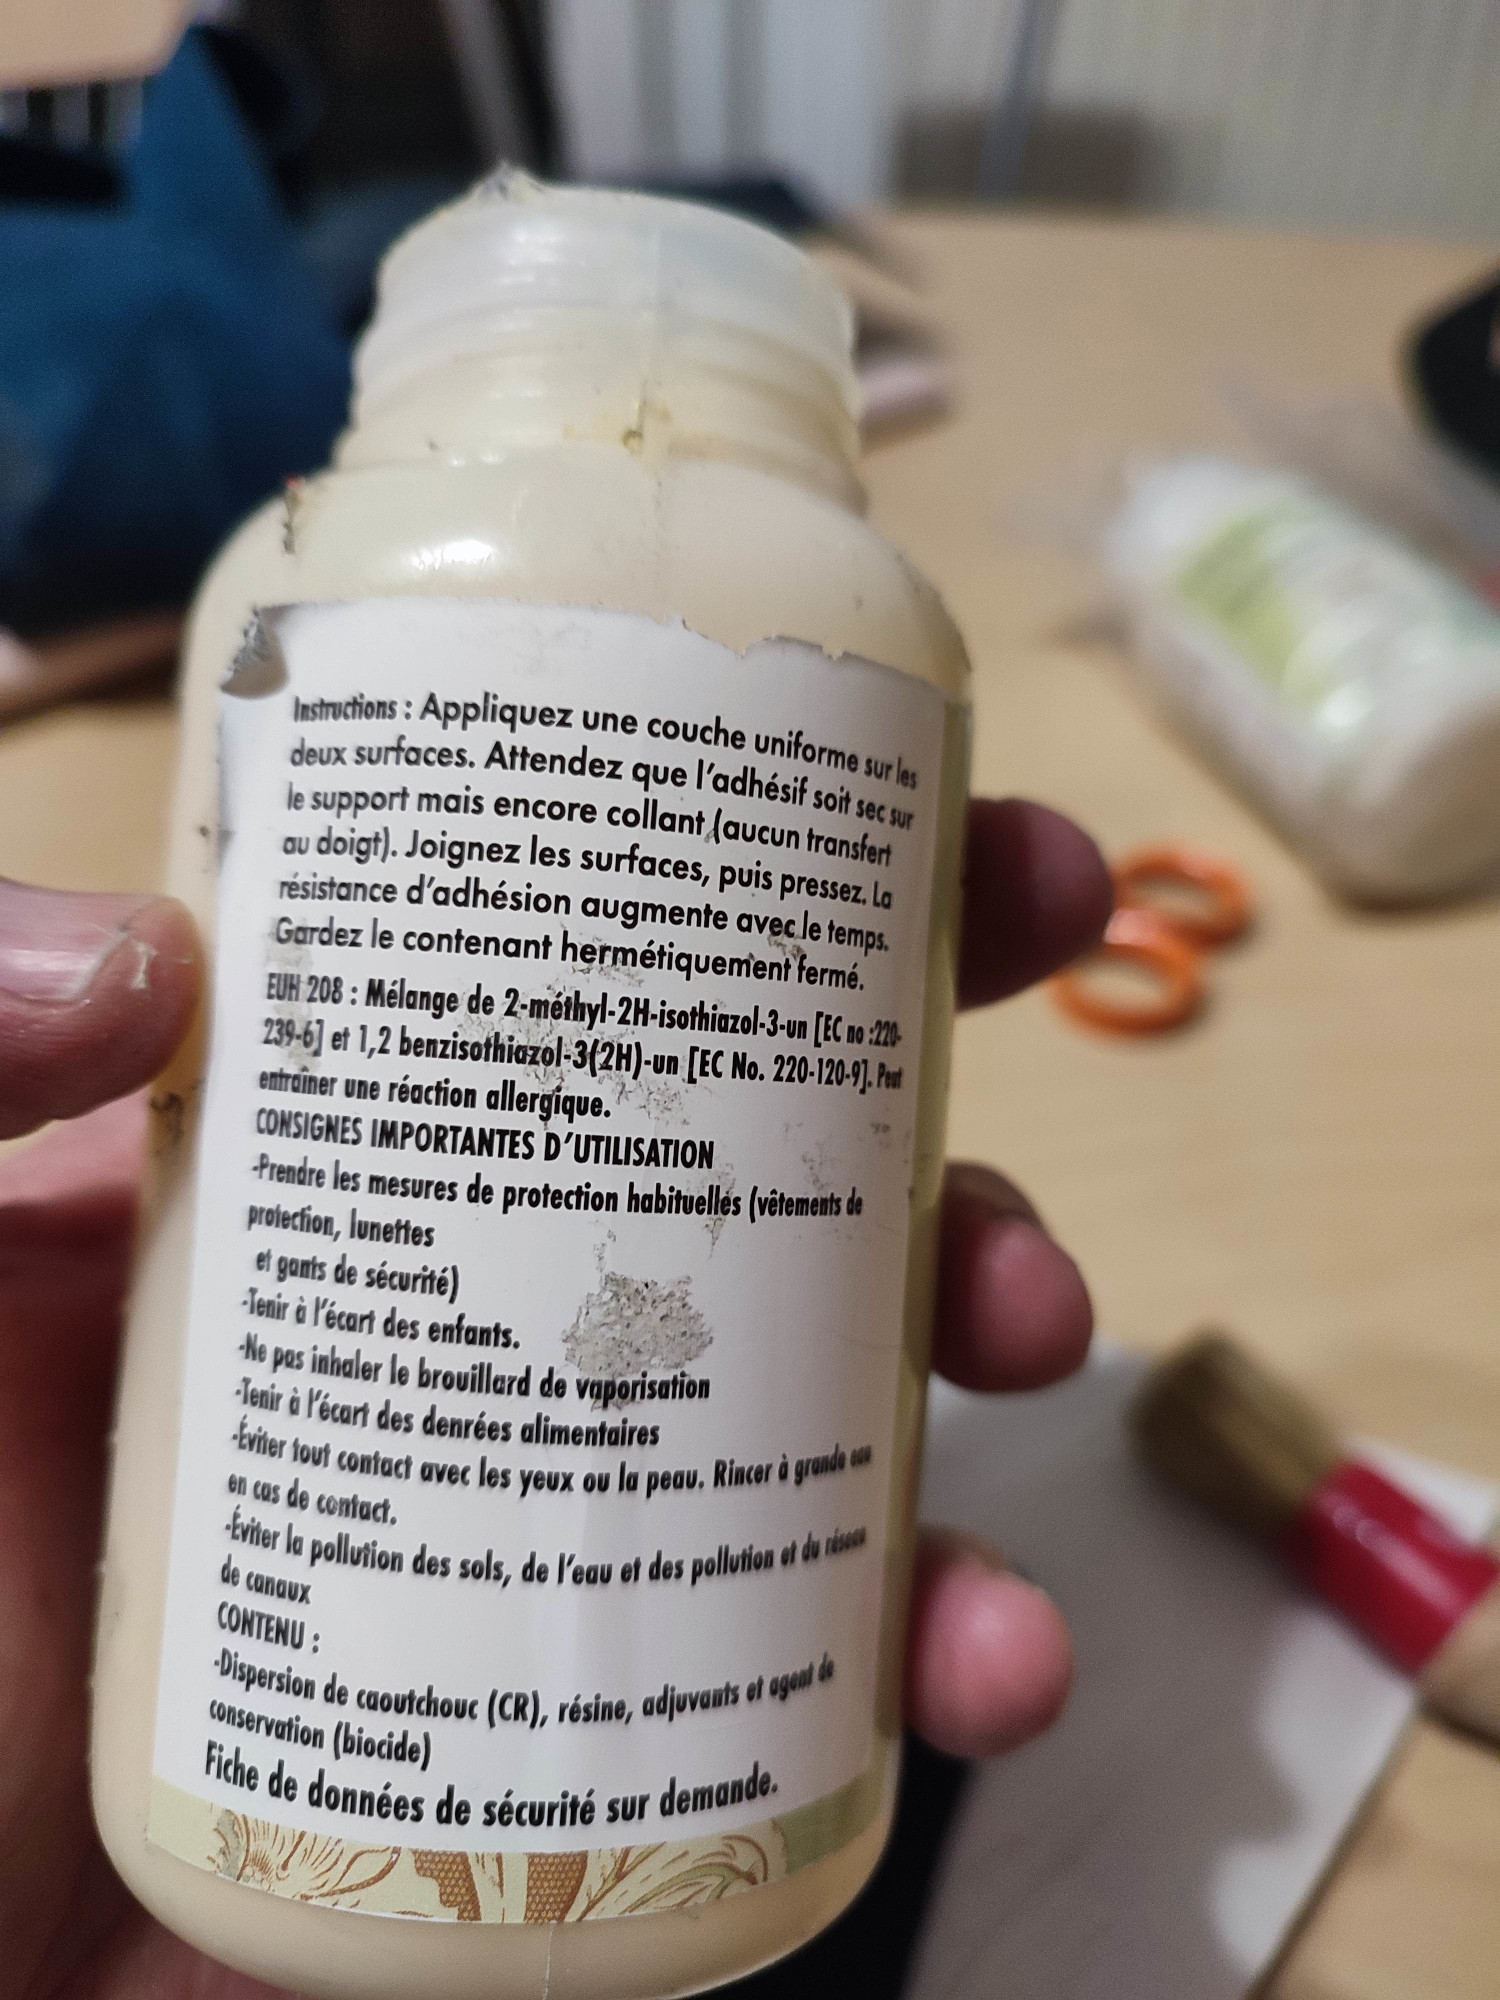 Instructions : Appliquez une couche uniforme sur les
deux surfaces. Attendez que l'adhésif soit sec sur
le support mais encore collant (aucun transfert
au doigt). Joignez les surfaces, puis pressez. La
résistance d'adhésion augmente avec le temps.
Gardez le contenant hermétiquement fermé.
EUH 208 : Mélange de 2-méthyl-2H-isothiazol-3-un [EC no :220-
239-6] et 1,2 benzisothiazol-3(2H)-un [EC No. 220-120-9]. Peut
entrainer une réaction allergique.
CONSIGNES IMPORTANTES D'UTILISATION
-Prendre les mesures de protection habituelles (vêtements de
protection, lunettes
et gants de sécurité)
-Tenir à l'écart des enfants.
-Ne pas inhaler le brouillard de vaporisation
-Tenir à l'écart des denrées alimentaires
-Éviter tout contact avec les yeux ou la peau. Rincer à grande eau
en cas de contact.
-Éviter la pollution des sols, de l'eau et des pollution et du réseau
de canaux
CONTENU :
-Dispersion de caoutchouc (CR), résine, adjuvants et agent de
conservation (biocide)
Fiche de données de sécurité sur demande.